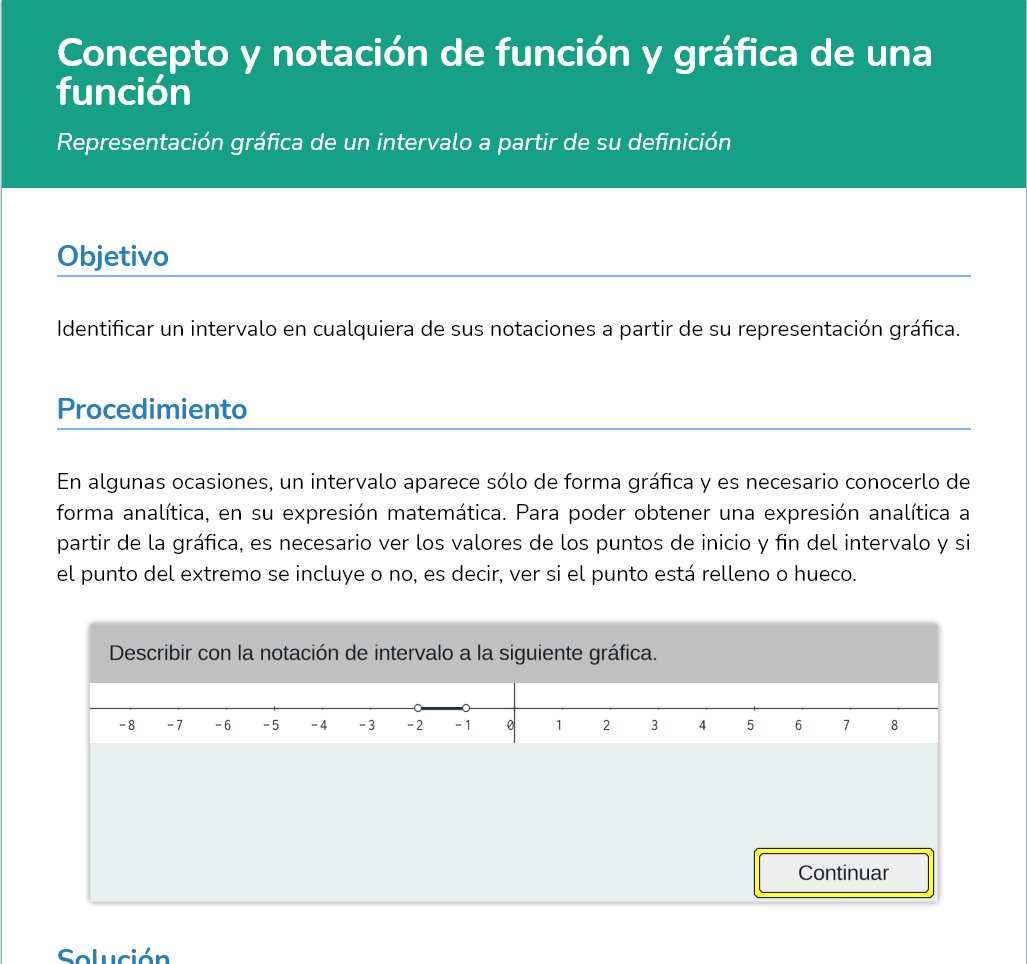 Concepto y notación de función y gráfica de una
función
Representación gráfica de un intervalo a partir de su definición
Objetivo
Identificar un intervalo en cualquiera de sus notaciones a partir de su representación gráfica.
Procedimiento
En algunas ocasiones, un intervalo aparece sólo de forma gráfica y es necesario conocerlo de
forma analítica, en su expresión matemática. Para poder obtener una expresión analítica a
partir de la gráfica, es necesario ver los valores de los puntos de inicio y fin del intervalo y si
el punto del extremo se incluye o no, es decir, ver si el punto está relleno o hueco.
Describir con la notación de intervalo a la siguiente gráfica.
-8 -7 -6 -5 -4 -3 -2 -1 0 1 2 3 4 5 6 7 8
Continuar
Solución